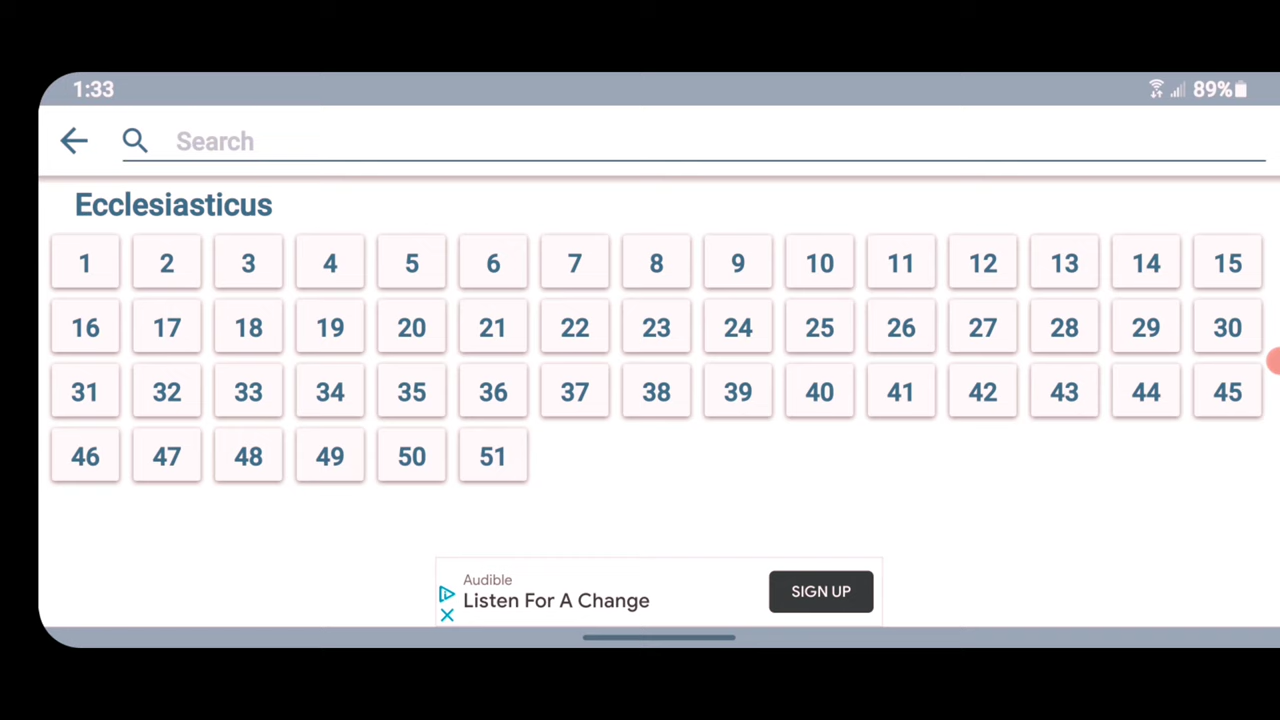 1:33 89%
Search
Ecclesiasticus
1 2 3 4 5 6 7 8 9 10 11 12 13 14 15
16 17 18 19 20 21 22 23 24 25 26 27 28 29 30
31 32 33 34 35 36 37 38 39 40 41 42 43 44 45
46 47 48 49 50 51
Audible
Listen For A Change
SIGN UP